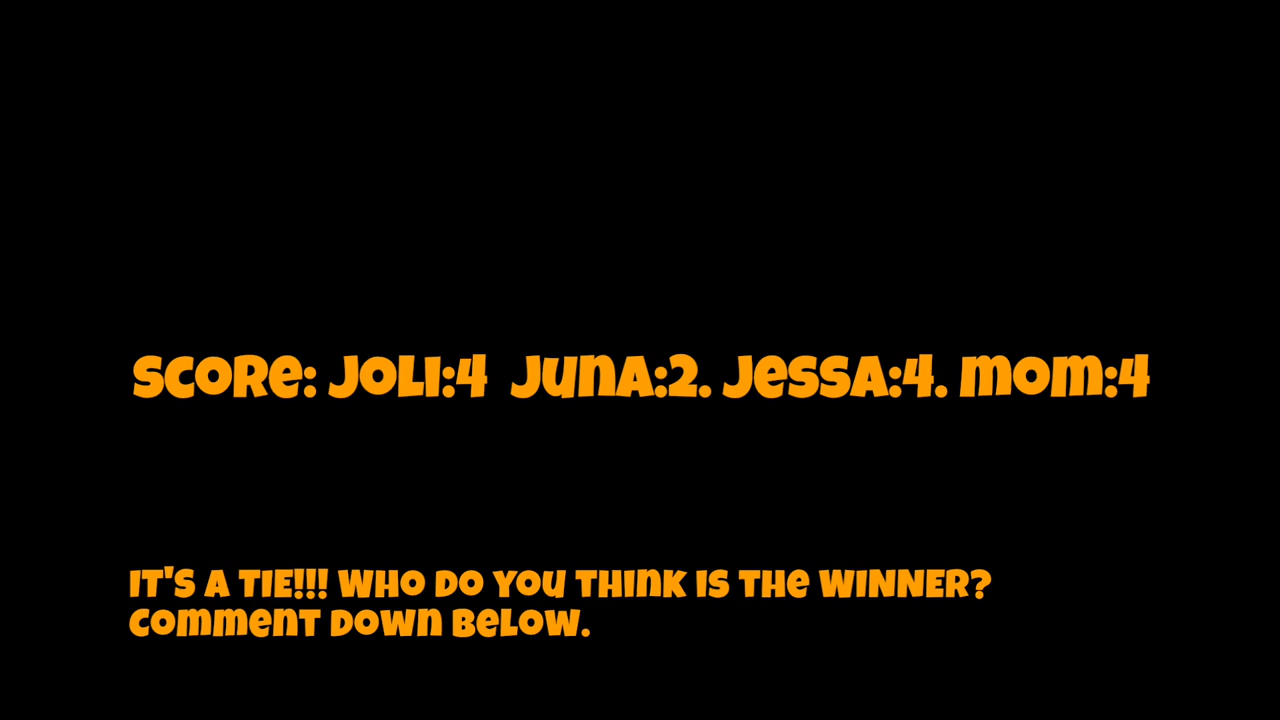 SCORE: JOLI:4 JUNA:2. JESSA:4. MOM:4
IT'S A TIE!!! WHO DO YOU THINK IS THE WINNER?
COMMENT DOWN BELOW.